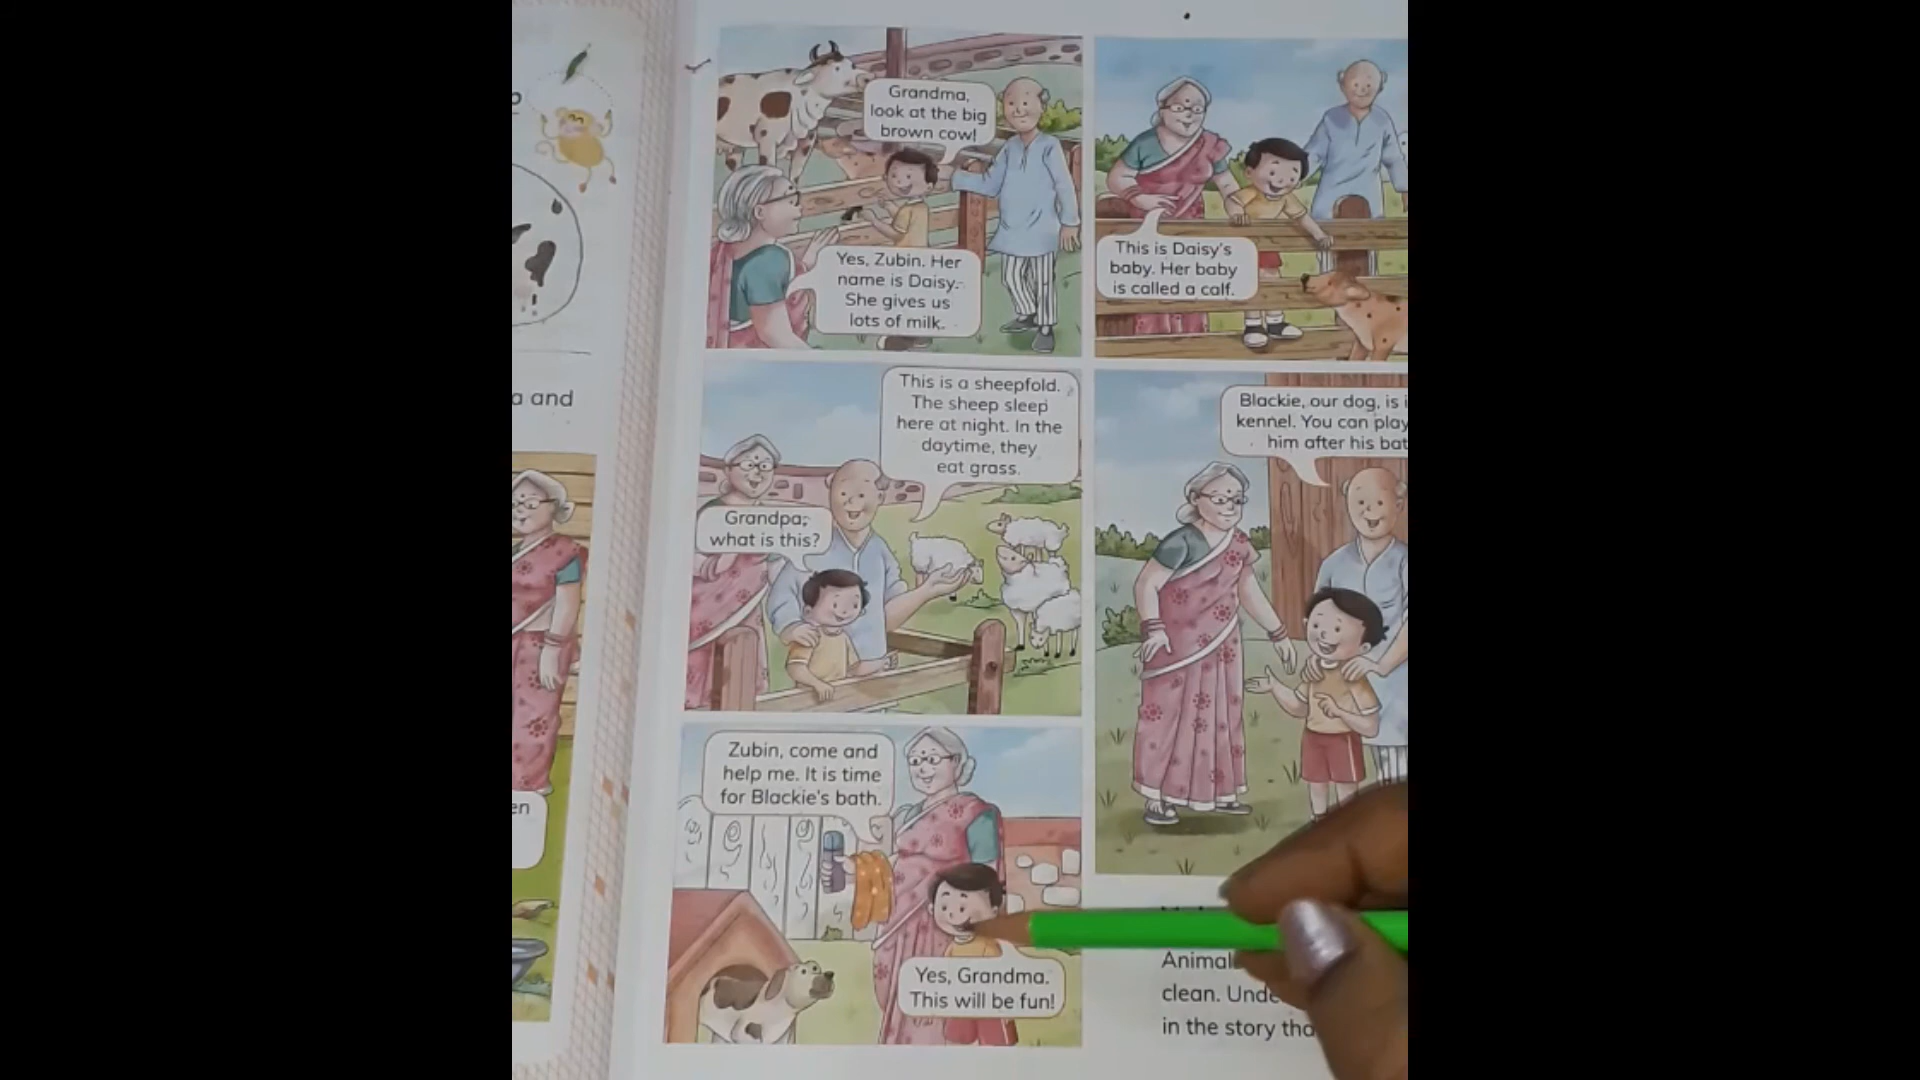 a and
en
Grandma,
look at the big
brown cow!
Yes, Zubin. Her
name is Daisy.
She gives us
lots of milk.
This is Daisy's
baby. Her baby
is called a calf.
This is a sheepfold.
The sheep sleep
here at night. In the
daytime, they
eat grass.
Grandpa,
what is this?
Blackie, our dog, is
kennel. You can play
him after his
Zubin, come and
help me. It is time
for Blackie's bath.
Yes, Grandma.
This will be fun!
clean.
in the story